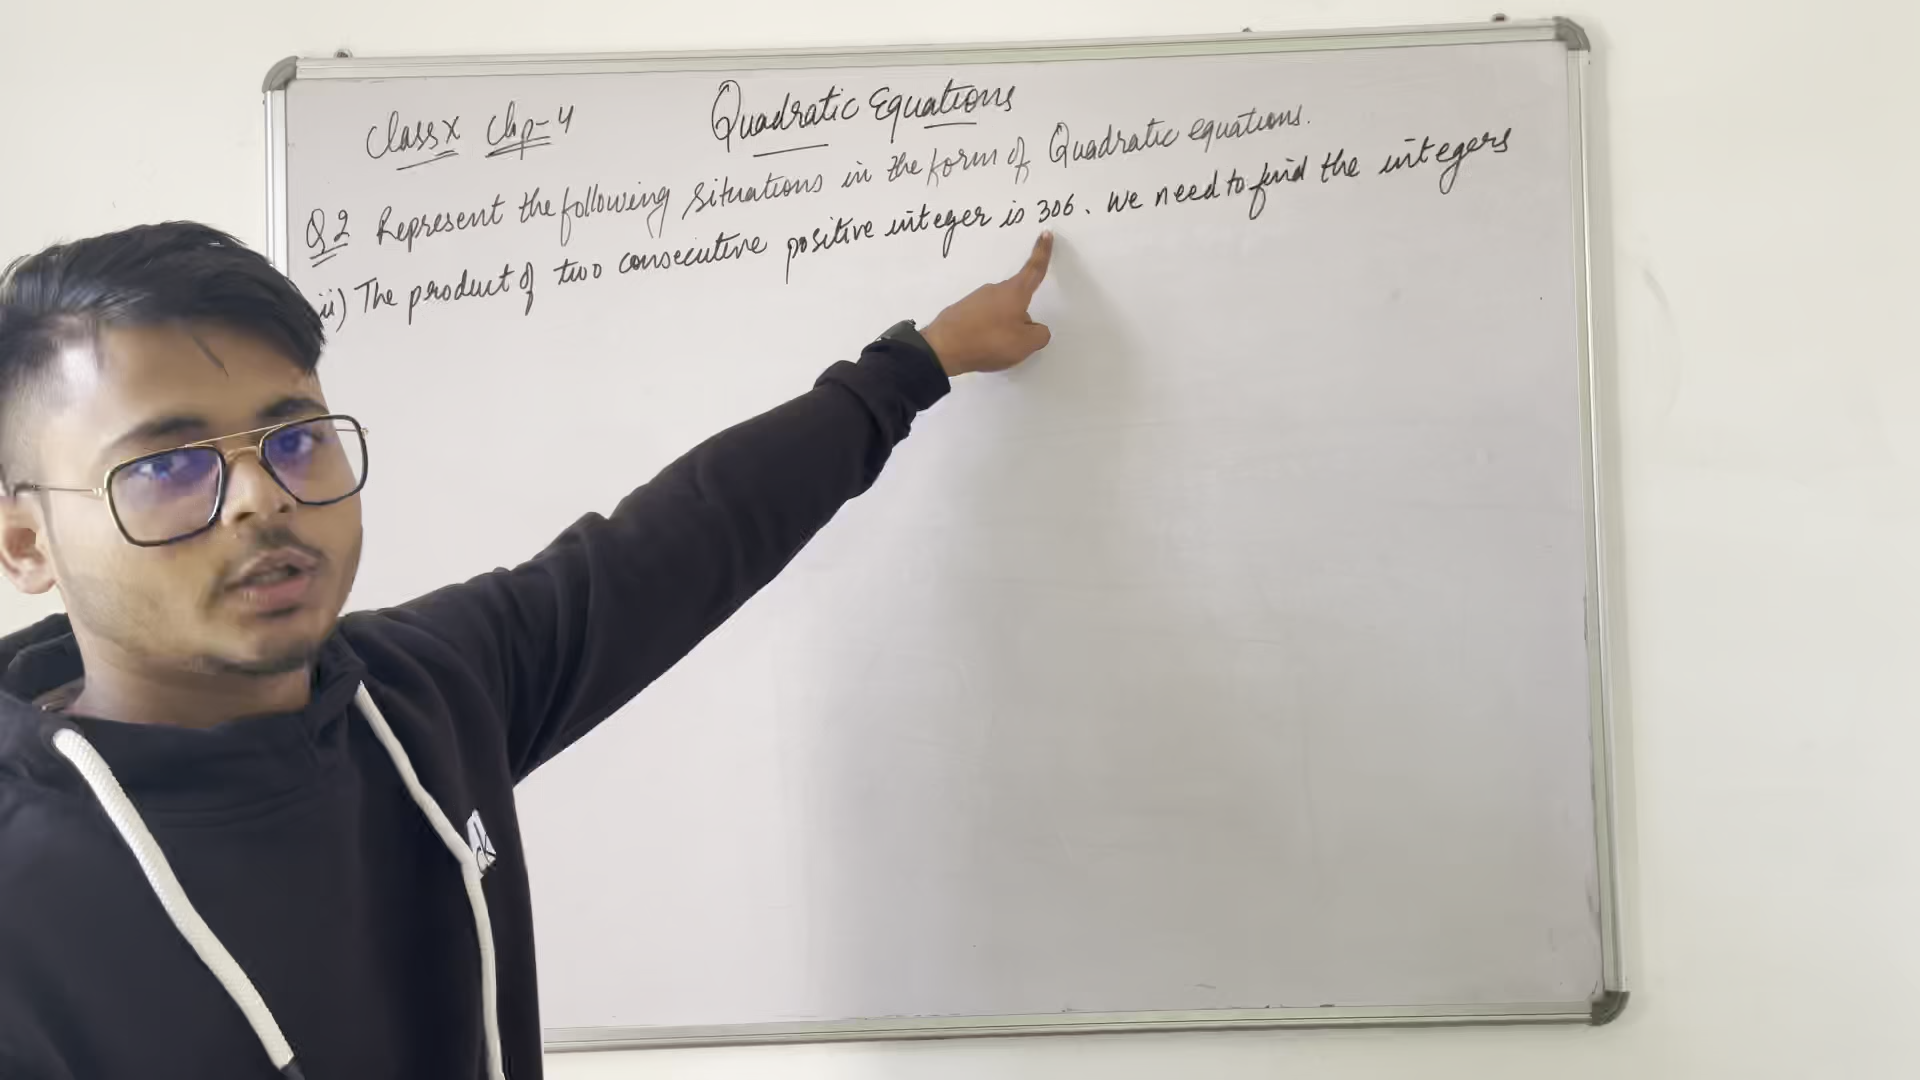 Class X Chp-4
Quadratic Equations
Q2 Represent the following situations in the form of Quadratic equations.
ii) The product of two consecutive positive integer is 306. We need to find the integers
ck